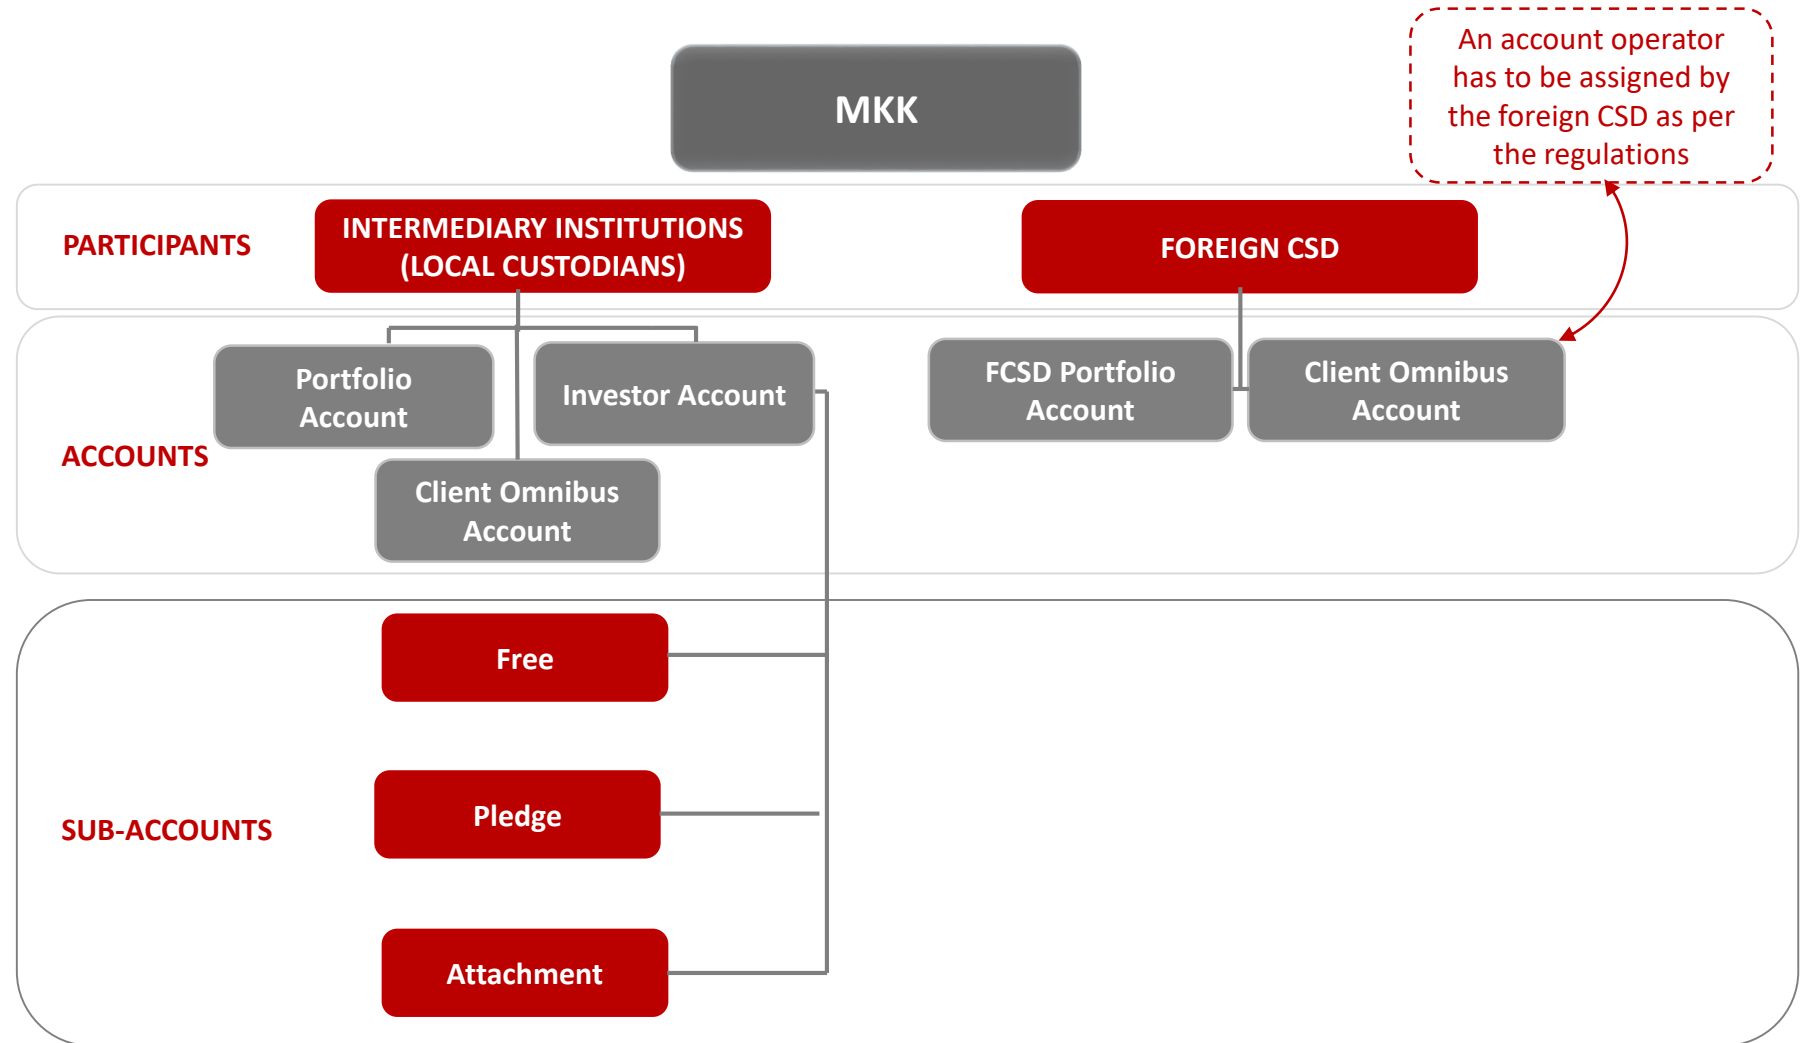 MKK
An account operator
has to be assigned by
the foreign CSD as per
the regulations
PARTICIPANTS
INTERMEDIARY INSTITUTIONS
(LOCAL CUSTODIANS)
FOREIGN CSD
ACCOUNTS
Portfolio
Account
Investor Account
Client Omnibus
Account
FCSD Portfolio
Account
Client Omnibus
Account
SUB-ACCOUNTS
Free
Pledge
Attachment